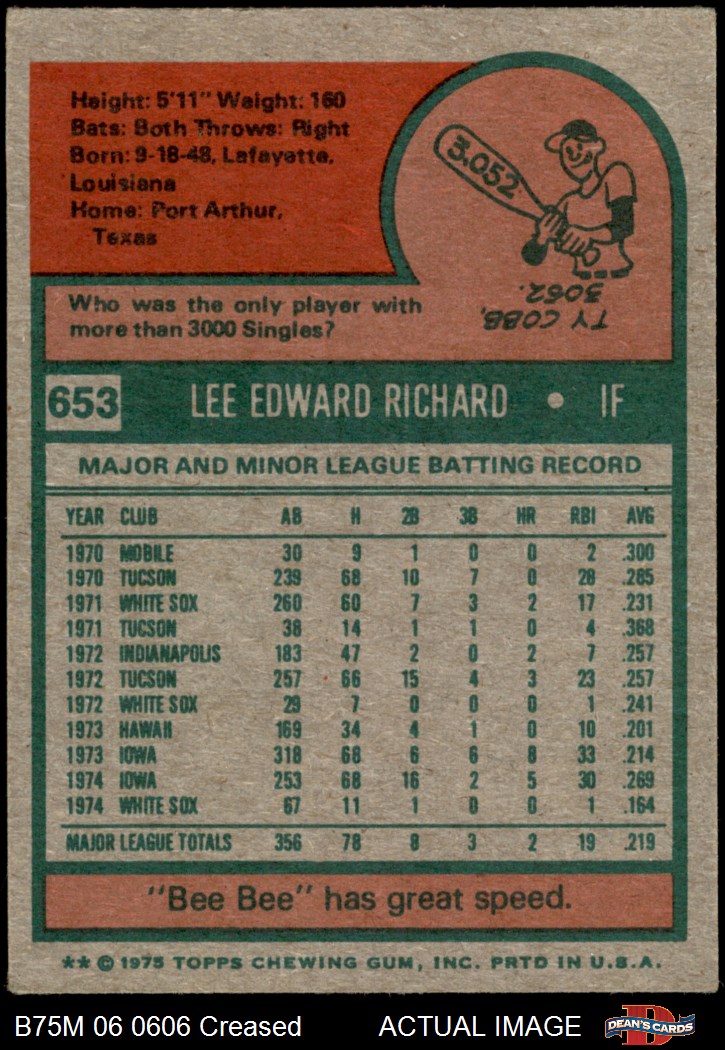 Height: 5'11" Weight: 160
Bats: Both Throws: Right
Born: 9-18-48, Lafayette,
Louisiana
Home: Port Arthur,
Texas
3,052
TY COBB,
3052.
Who was the only player with
more than 3000 Singles?
653 LEE EDWARD RICHARD • IF
MAJOR AND MINOR LEAGUE BATTING RECORD
YEAR CLUB AB H 2B 3B HR RBI AVG
1970 MOBILE 30 9 1 0 0 2 .300
1970 TUCSON 239 68 10 7 0 28 .285
1971 WHITE SOX 260 60 7 3 2 17 .231
1971 TUCSON 38 14 1 1 0 4 .368
1972 INDIANAPOLIS 183 47 2 0 2 7 .257
1972 TUCSON 257 66 15 4 3 23 .257
1972 WHITE SOX 29 7 0 0 0 1 .241
1973 HAWAII 169 34 4 1 0 10 .201
1973 IOWA 318 68 6 6 8 33 .214
1974 IOWA 253 68 16 2 5 30 .269
1974 WHITE SOX 67 11 1 0 0 1 .164
MAJOR LEAGUE TOTALS 356 78 8 3 2 19 .219
"Bee Bee" has great speed.
** © 1975 TOPPS CHEWING GUM, INC. PRTD IN U.S.A.
B75M 06 0606 Creased ACTUAL IMAGE D DEAN'S CARDS